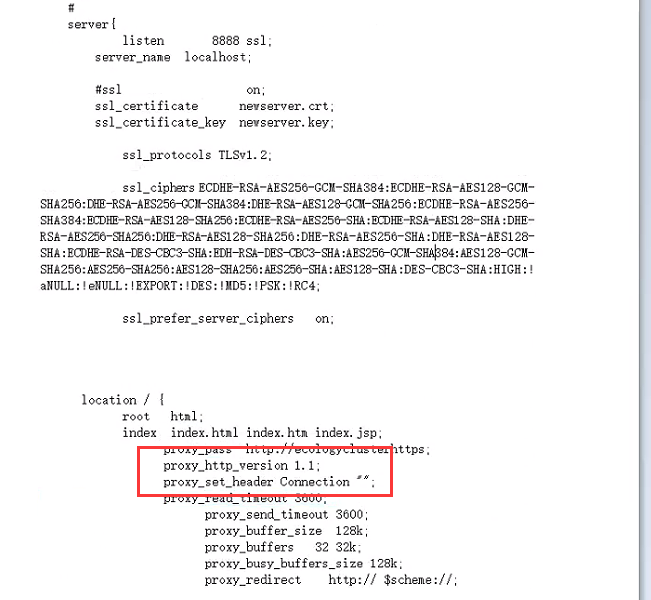 #
server{
listen 8888 ssl;
server_name localhost;
#ssl on;
ssl_certificate newserver.crt;
ssl_certificate_key newserver.key;
ssl_protocols TLSv1.2;
ssl_ciphers ECDHE-RSA-AES256-GCM-SHA384:ECDHE-RSA-AES128-GCM-
SHA256:DHE-RSA-AES256-GCM-SHA384:DHE-RSA-AES128-GCM-SHA256:ECDHE-RSA-AES256-
SHA384:ECDHE-RSA-AES128-SHA256:ECDHE-RSA-AES256-SHA:ECDHE-RSA-AES128-SHA:DHE-
RSA-AES256-SHA256:DHE-RSA-AES128-SHA256:DHE-RSA-AES256-SHA:DHE-RSA-AES128-
SHA:ECDHE-RSA-DES-CBC3-SHA:EDH-RSA-DES-CBC3-SHA:AES256-GCM-SHA384:AES128-GCM-
SHA256:AES256-SHA256:AES128-SHA256:AES256-SHA:AES128-SHA:DES-CBC3-SHA:HIGH:!
aNULL:!eNULL:!EXPORT:!DES:!MD5:!PSK:!RC4;
ssl_prefer_server_ciphers on;
location / {
root html;
index index.html index.htm index.jsp;
proxy_pass http://ecologyclusterhttps;
proxy_http_version 1.1;
proxy_set_header Connection "";
proxy_read_timeout 3600;
proxy_send_timeout 3600;
proxy_buffer_size 128k;
proxy_buffers 32 32k;
proxy_busy_buffers_size 128k;
proxy_redirect http:// $scheme://;